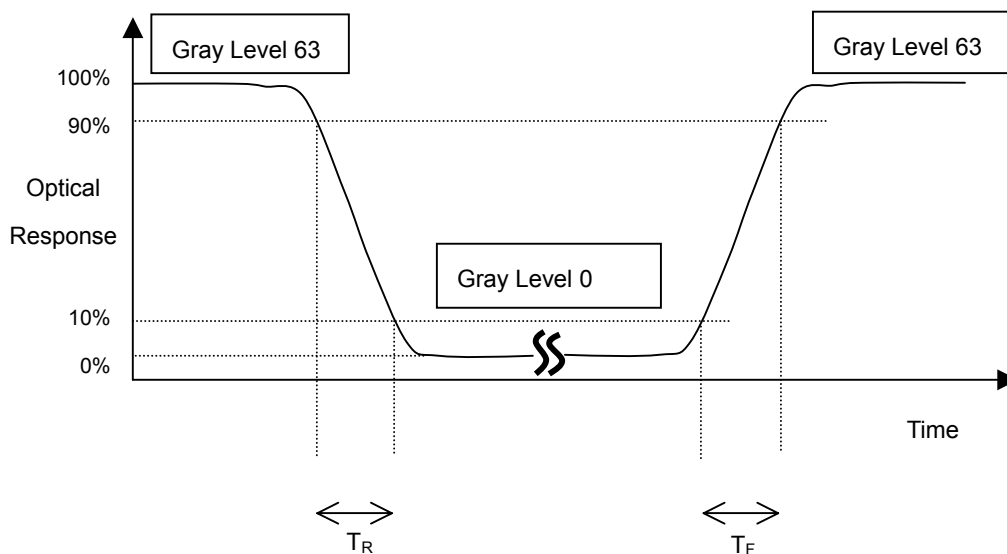 Gray Level 63
Gray Level 63
100%
90%
Optical
Response
Gray Level 0
10%
0%
Time
TR
TF